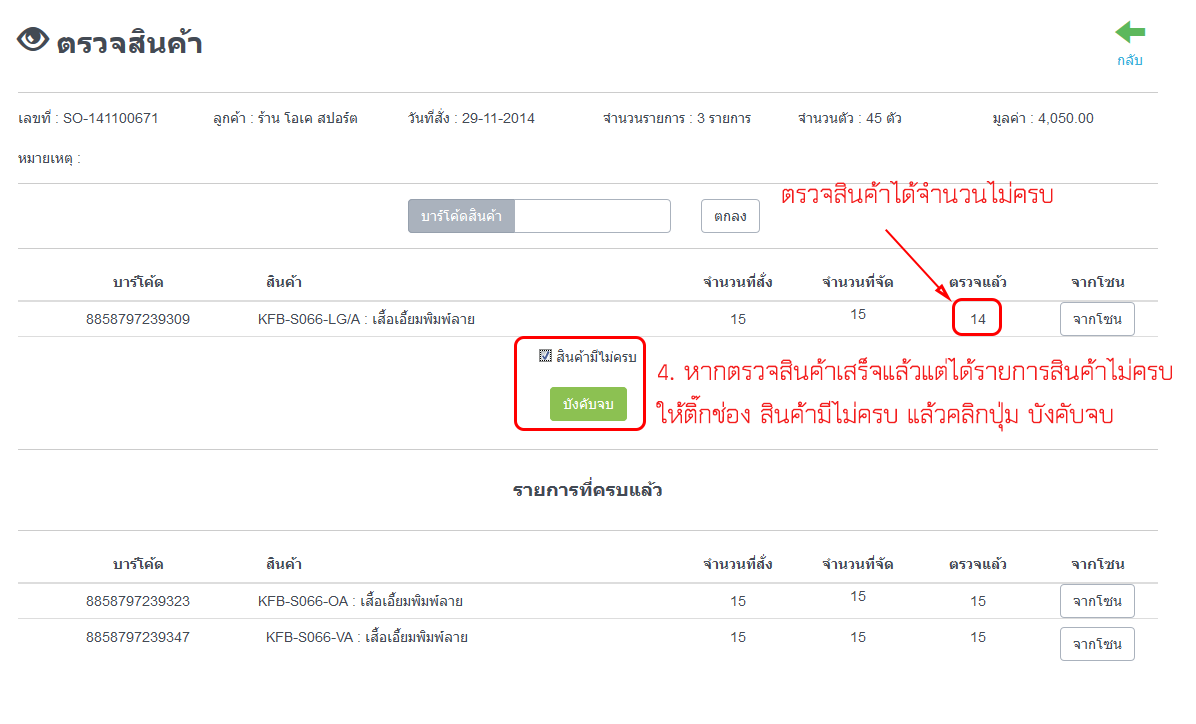 ตรวจสินค้า
กลับ
เลขที่ : SO-141100671 ลูกค้า : ร้าน โอเค สปอร์ต วันที่สั่ง : 29-11-2014 จำนวนรายการ : 3 รายการ จำนวนตัว : 45 ตัว มูลค่า : 4,050.00
หมายเหตุ :
ตรวจสินค้าได้จำนวนไม่ครบ
บาร์โค้ดสินค้า ตกลง
บาร์โค้ด สินค้า จำนวนที่สั่ง จำนวนที่จัด ตรวจแล้ว จากโซน
8858797239309 KFB-S066-LG/A : เสื้อเอี้ยมพิมพ์ลาย 15 15 14 จากโซน
สินค้ามีไม่ครบ
4. หากตรวจสินค้าเสร็จแล้วแต่ได้รายการสินค้าไม่ครบ
บังคับจบ
ให้ติ๊กช่อง สินค้ามีไม่ครบ แล้วคลิกปุ่ม บังคับจบ
รายการที่ครบแล้ว
บาร์โค้ด สินค้า จำนวนที่สั่ง จำนวนที่จัด ตรวจแล้ว จากโซน
8858797239323 KFB-S066-OA : เสื้อเอี้ยมพิมพ์ลาย 15 15 15 จากโซน
8858797239347 KFB-S066-VA : เสื้อเอี้ยมพิมพ์ลาย 15 15 15 จากโซน